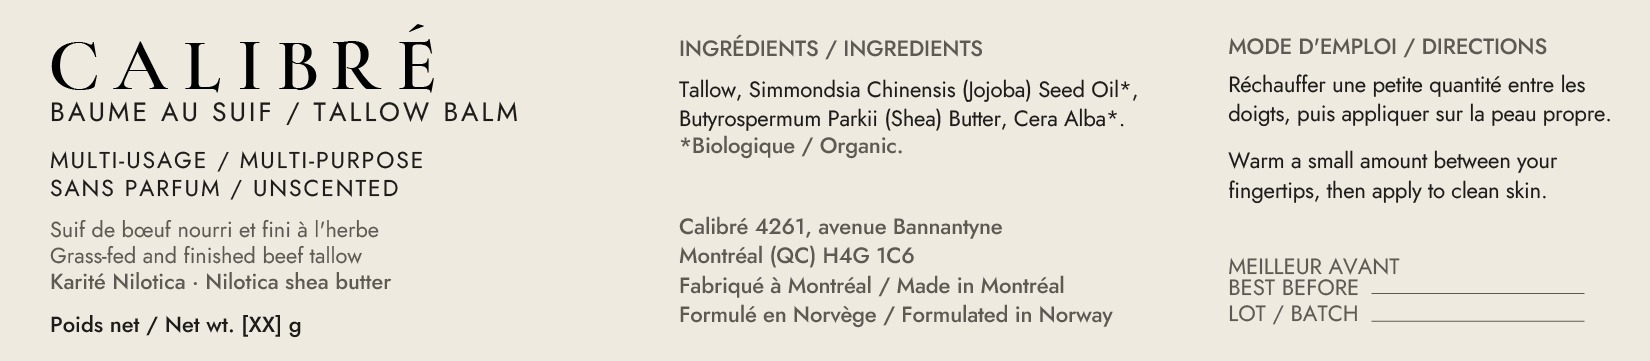 CALIBRÉ
BAUME AU SUIF / TALLOW BALM
MULTI-USAGE / MULTI-PURPOSE
SANS PARFUM / UNSCENTED
Suif de bœuf nourri et fini à l'herbe
Grass-fed and finished beef tallow
Karité Nilotica · Nilotica shea butter
Poids net / Net wt. [XX] g
INGRÉDIENTS / INGREDIENTS
Tallow, Simmondsia Chinensis (Jojoba) Seed Oil*,
Butyrospermum Parkii (Shea) Butter, Cera Alba*.
*Biologique / Organic.
Calibré 4261, avenue Bannantyne
Montréal (QC) H4G 1C6
Fabriqué à Montréal / Made in Montréal
Formulé en Norvège / Formulated in Norway
MODE D'EMPLOI / DIRECTIONS
Réchauffer une petite quantité entre les
doigts, puis appliquer sur la peau propre.
Warm a small amount between your
fingertips, then apply to clean skin.
MEILLEUR AVANT
BEST BEFORE
LOT / BATCH